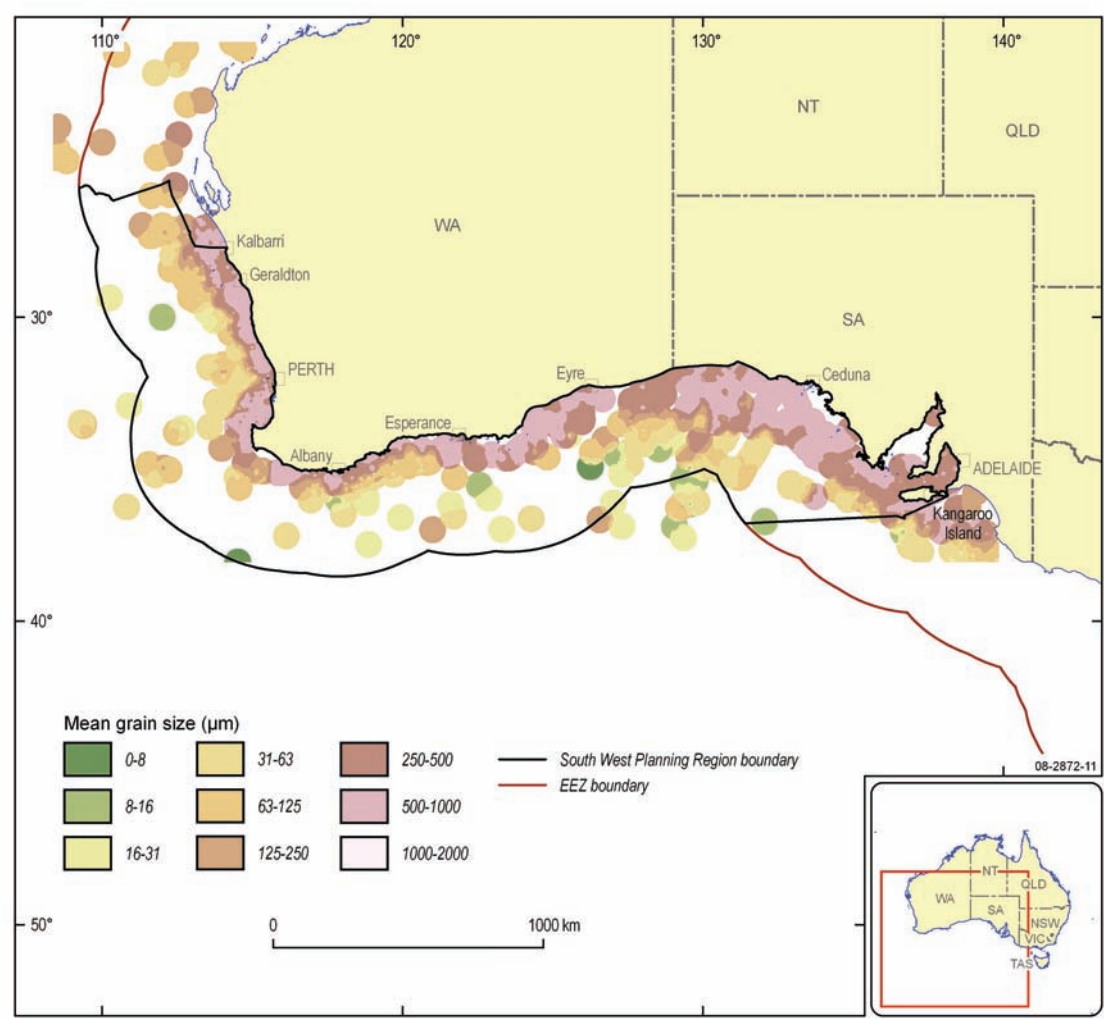 110°
120°
130°
140°
NT
QLD
WA
Kalbarri
Geraldton
30°
SA
PERTH
Eyre
Ceduna
Esperance
Albany
ADELAIDE
Kangaroo
Island
40°
Mean grain size (µm)
0-8
31-63
250-500
South West Planning Region boundary
08-2872-11
EEZ boundary
8-16
63-125
500-1000
16-31
125-250
1000-2000
0
1000 km
50°
NT
QLD
WA
SA
NSW
VIC
TAS